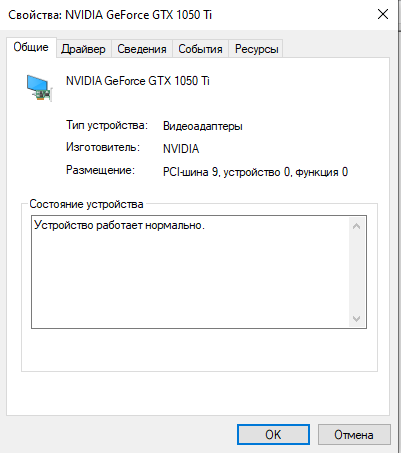 Свойства: NVIDIA GeForce GTX 1050 Ti
Общие Драйвер Сведения События Ресурсы
NVIDIA GeForce GTX 1050 Ti
Тип устройства: Видеоадаптеры
Изготовитель: NVIDIA
Размещение: PCI-шина 9, устройство 0, функция 0
Состояние устройства
Устройство работает нормально.
OK Отмена